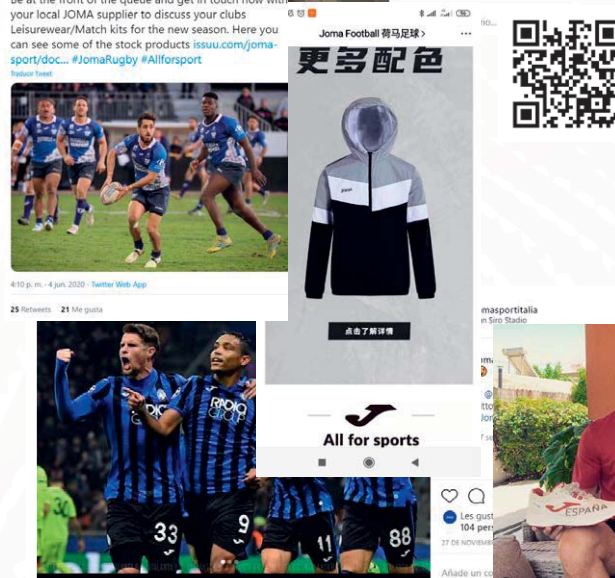 Be at the front of the queue and get in touch now with
your local JOMA supplier to discuss your clubs
Leisurewear/Match kits for the new season. Here you
can see some of the stock products issuu.com/joma-
sport/doc... #JomaRugby #Allforsport
Traducir Tweet
4:10 p. m. · 4 jun. 2020 · Twitter Web App
25 Retweets 21 Me gusta
Joma Football 荷马足球 >
更多配色
点击了解详情
All for sports
RADIO
RADIO
33
9
11
88
masportitalia
n Siro Stadio
Les gust
104 pers
27 DE NOVIEMB
Añade un co
ESPAÑA